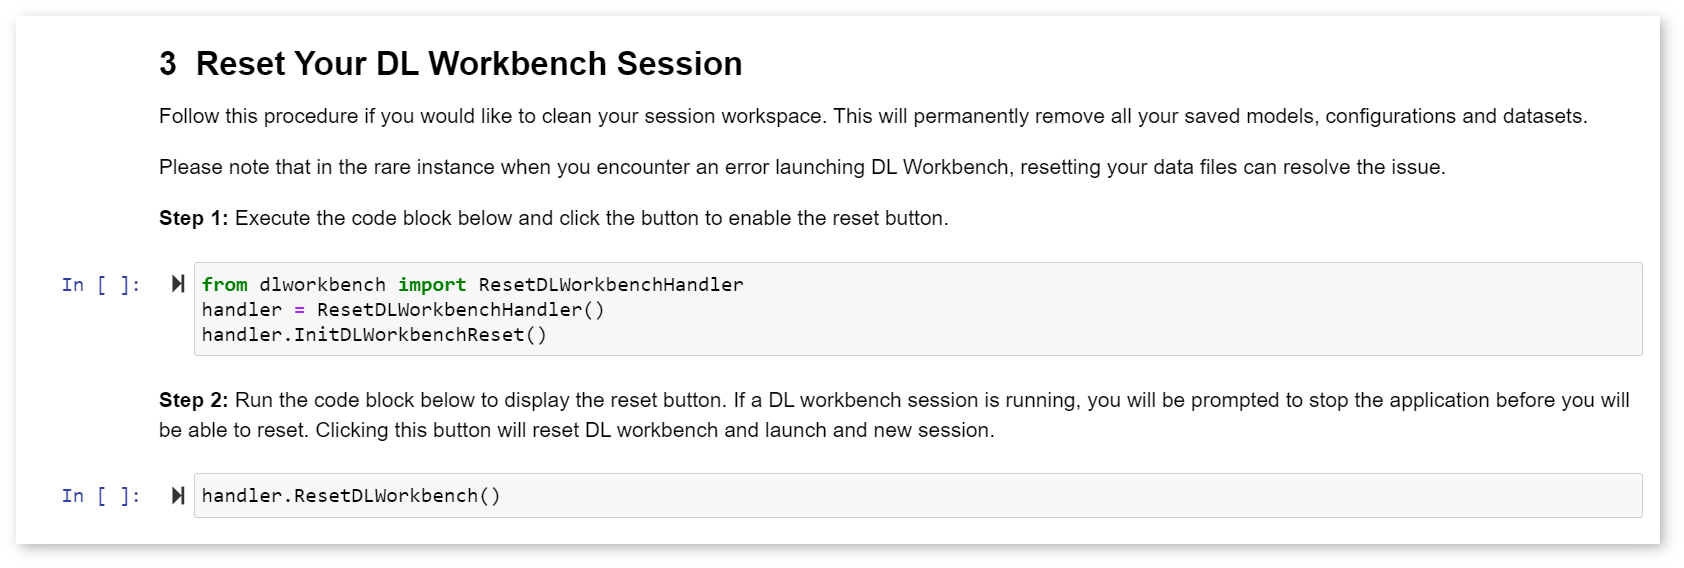 3 Reset Your DL Workbench Session
Follow this procedure if you would like to clean your session workspace. This will permanently remove all your saved models, configurations and datasets.
Please note that in the rare instance when you encounter an error launching DL Workbench, resetting your data files can resolve the issue.
Step 1: Execute the code block below and click the button to enable the reset button.
In [ ]: from dlworkbench import ResetDLWorkbenchHandler
handler = ResetDLWorkbenchHandler()
handler.InitDLWorkbenchReset()
Step 2: Run the code block below to display the reset button. If a DL workbench session is running, you will be prompted to stop the application before you will
be able to reset. Clicking this button will reset DL workbench and launch and new session.
In [ ]: handler.ResetDLWorkbench()